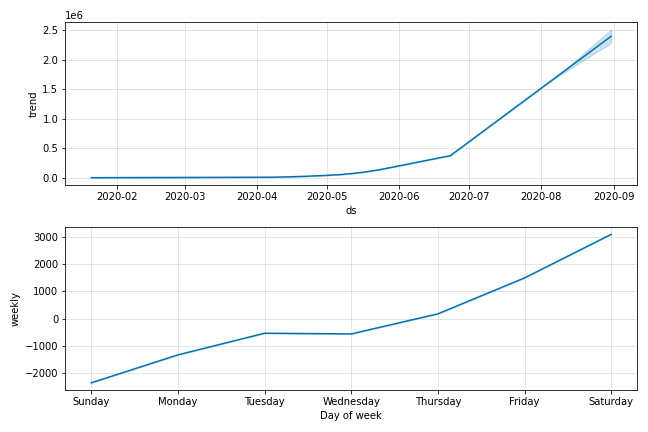 1e6
2.5
2.0
1.5
1.0
0.5
0.0
trend
2020-02 2020-03 2020-04 2020-05 2020-06 2020-07 2020-08 2020-09
ds
3000
2000
1000
0
−1000
−2000
weekly
Sunday Monday Tuesday Wednesday Thursday Friday Saturday
Day of week